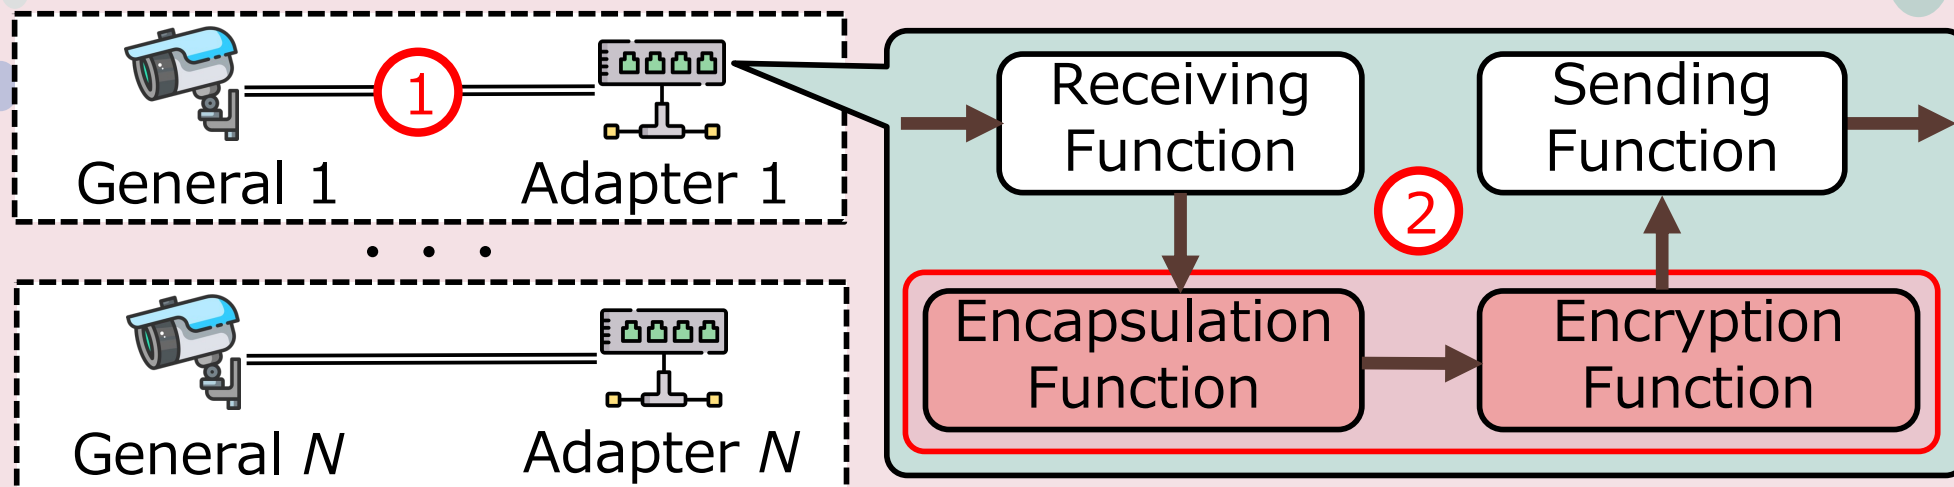 1
General 1
Adapter 1
. . .
General N
Adapter N
Receiving
Function
Sending
Function
2
Encapsulation
Function
Encryption
Function